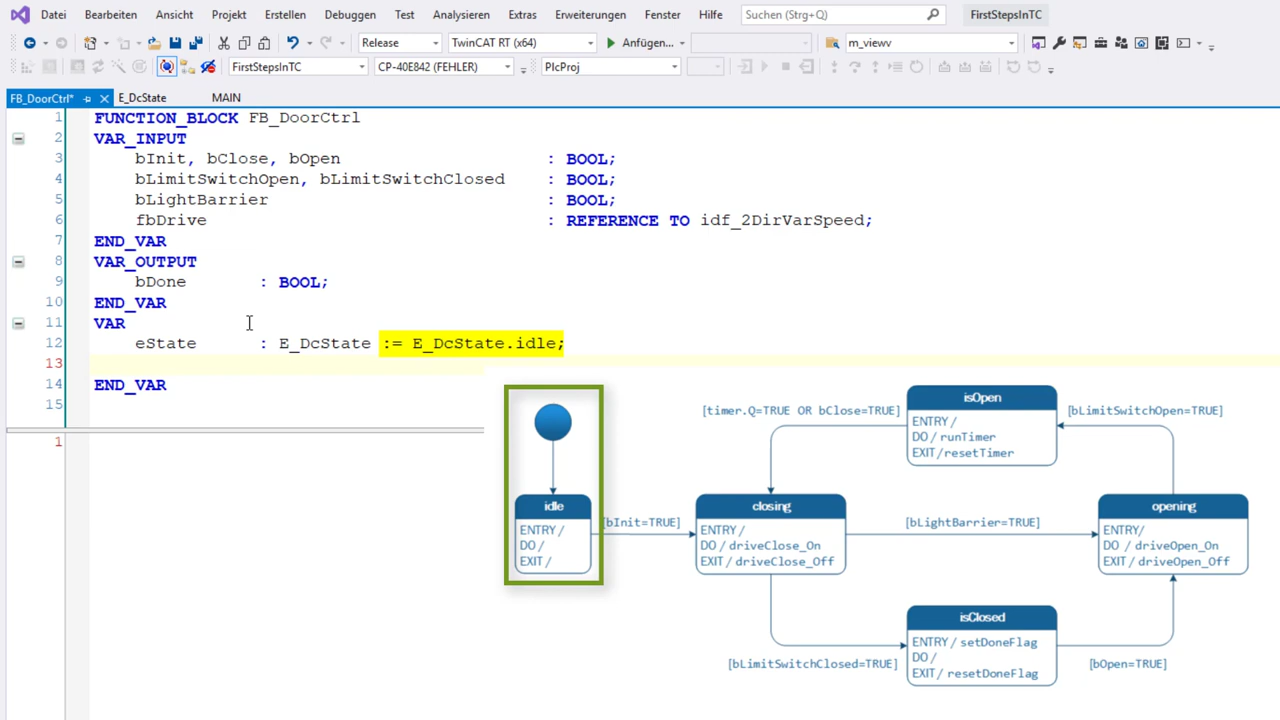 Datei Bearbeiten Ansicht Projekt Erstellen Debuggen Test Analysieren Extras Erweiterungen Fenster Hilfe Suchen (Strg+Q) FirstStepsInTC
Release TwinCAT RT (x64) Anfügen... m_viewv
FirstStepsInTC CP-40E842 (FEHLER) PlcProj
FB_DoorCtrl* E_DcState MAIN
1 FUNCTION_BLOCK FB_DoorCtrl
2 VAR_INPUT
3 bInit, bClose, bOpen : BOOL;
4 bLimitSwitchOpen, bLimitSwitchClosed : BOOL;
5 bLightBarrier : BOOL;
6 fbDrive : REFERENCE TO idf_2DirVarSpeed;
7 END_VAR
8 VAR_OUTPUT
9 bDone : BOOL;
10 END_VAR
11 VAR
12 eState : E_DcState := E_DcState.idle;
13
14 END_VAR
15
1
isOpen
[timer.Q=TRUE OR bClose=TRUE]
[bLimitSwitchOpen=TRUE]
ENTRY /
DO / runTimer
EXIT/resetTimer
idle
ENTRY /
DO /
EXIT /
[bInit=TRUE]
closing
ENTRY /
DO / driveClose_On
EXIT / driveClose_Off
[bLightBarrier=TRUE]
opening
ENTRY/
DO / driveOpen_On
EXIT / driveOpen_Off
isClosed
ENTRY/ setDoneFlag
DO /
EXIT/ resetDoneFlag
[bLimitSwitchClosed=TRUE]
[bOpen=TRUE]